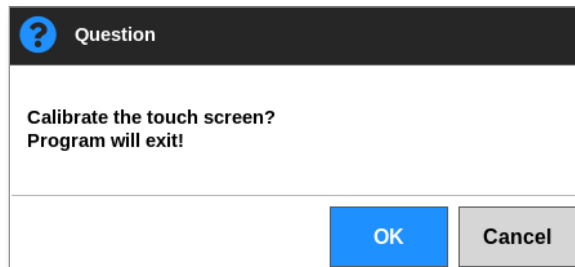 Question
Calibrate the touch screen?
Program will exit!
OK
Cancel